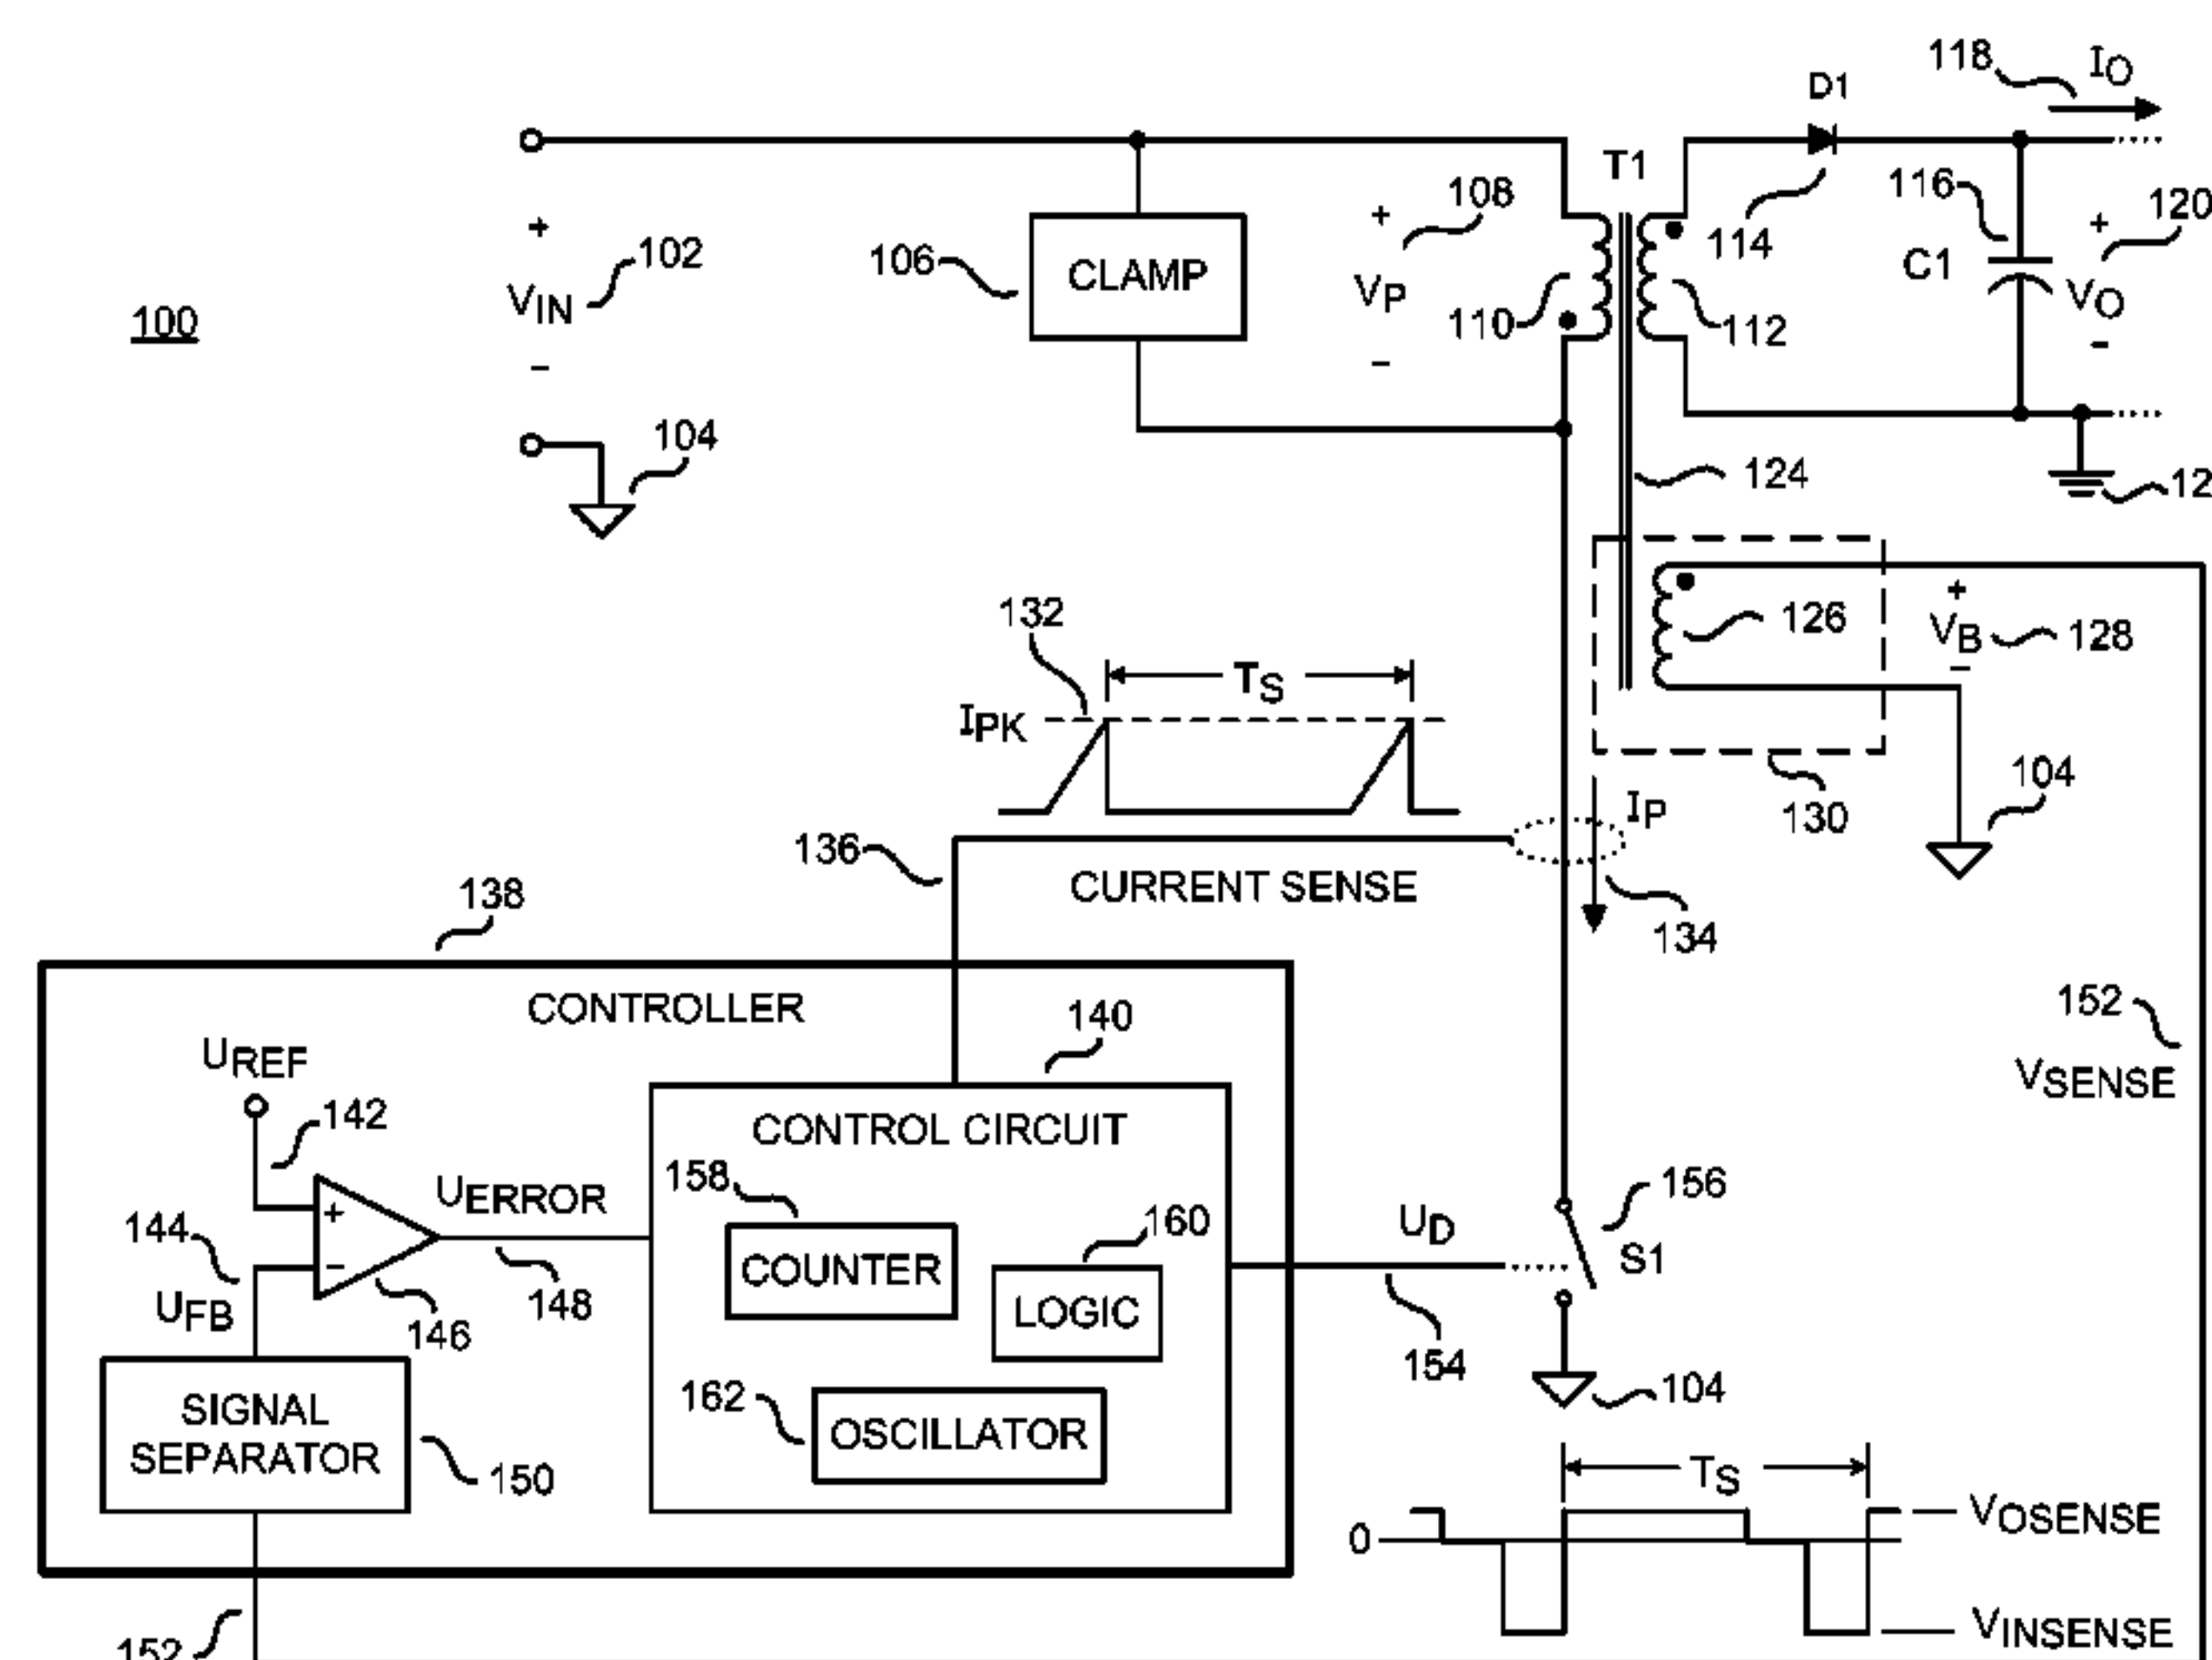 118 IO
D1
T1
+ 108
116
+ 120
+
102
106 CLAMP
114
C1
VIN
VP
VO
100
110
112
-
-
-
104
124
12
132
TS
126
+
VB 128
-
IPK
104
130
IP
136
CURRENT SENSE
138
134
CONTROLLER
140
152
UREF
VSENSE
142
CONTROL CIRCUIT
158
156
UERROR
+
144
160
UD
COUNTER
S1
-
148
UFB
LOGIC
146
154
SIGNAL
SEPARATOR
162
104
OSCILLATOR
150
TS
VOSENSE
0
VINSENSE
152